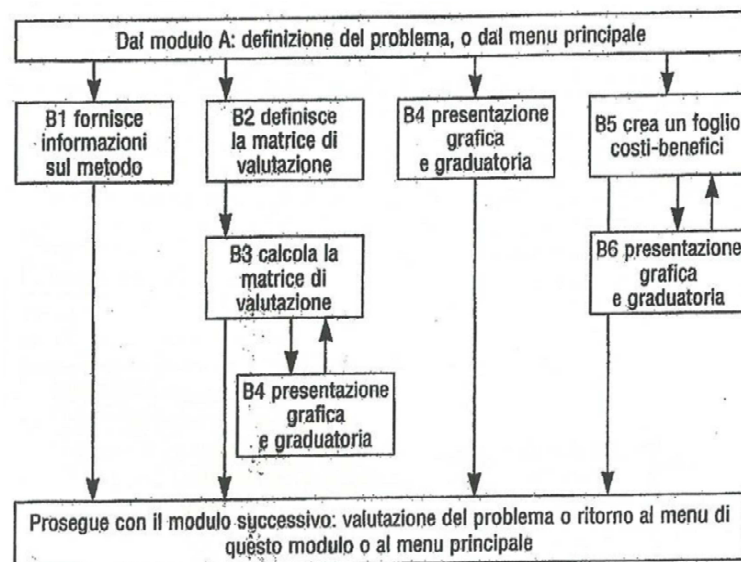 Dal modulo A: definizione del problema, o dal menu principale
B1 fornisce
informazioni
sul metodo
B2 definisce
la matrice di
valutazione
B4 presentazione
grafica
e graduatoria
B5 crea un foglio
costi-benefici
B3 calcola la
matrice di
valutazione
B6 presentazione
grafica
e graduatoria
B4 presentazione
grafica
e graduatoria
Prosegue con il modulo successivo: valutazione del problema o ritorno al menu di
questo modulo o al menu principale